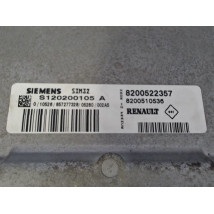 SIEMENS SIM32
S120200105 A
8200522357
8200510536
RENAULT